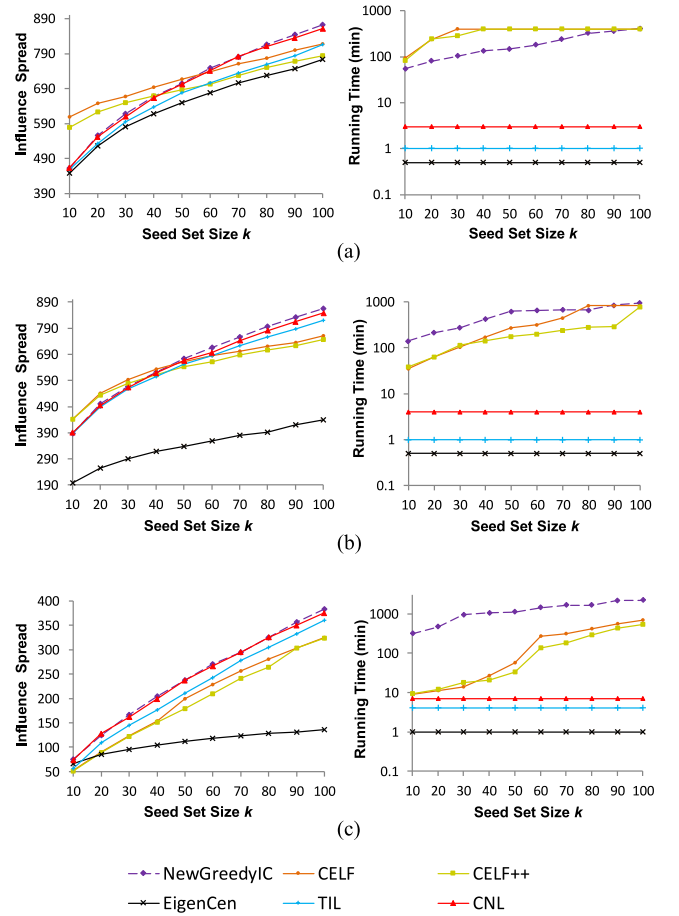 Influence Spread
890
790
690
590
490
390
10 20 30 40 50 60 70 80 90 100
Seed Set Size k
Running Time (min)
1000
100
10
1
0.1
10 20 30 40 50 60 70 80 90 100
Seed Set Size k
(a)
Influence Spread
890
790
690
590
490
390
290
190
10 20 30 40 50 60 70 80 90 100
Seed Set Size k
Running Time (min)
1000
100
10
1
0.1
10 20 30 40 50 60 70 80 90 100
Seed Set Size k
(b)
Influence Spread
400
350
300
250
200
150
100
50
10 20 30 40 50 60 70 80 90 100
Seed Set Size k
Running Time (min)
1000
100
10
1
0.1
10 20 30 40 50 60 70 80 90 100
Seed Set Size k
(c)
NewGreedyIC CELF CELF++
EigenCen TIL CNL